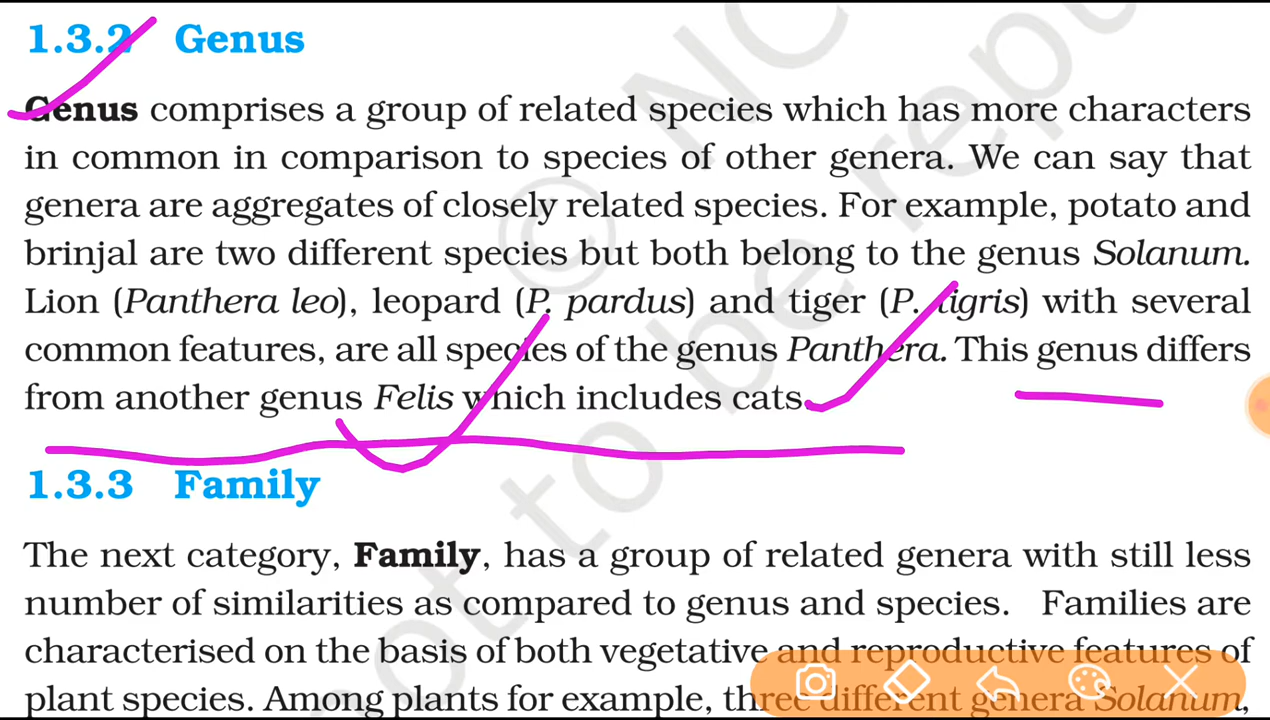 1.3.2 Genus
Genus comprises a group of related species which has more characters
in common in comparison to species of other genera. We can say that
genera are aggregates of closely related species. For example, potato and
brinjal are two different species but both belong to the genus Solanum.
Lion (Panthera leo), leopard (P. pardus) and tiger (P. tigris) with several
common features, are all species of the genus Panthera. This genus differs
from another genus Felis which includes cats.
1.3.3 Family
The next category, Family, has a group of related genera with still less
number of similarities as compared to genus and species. Families are
characterised on the basis of both vegetative and reproductive features of
plant species. Among plants for example, three different genera Solanum,
© NC
not to be repu